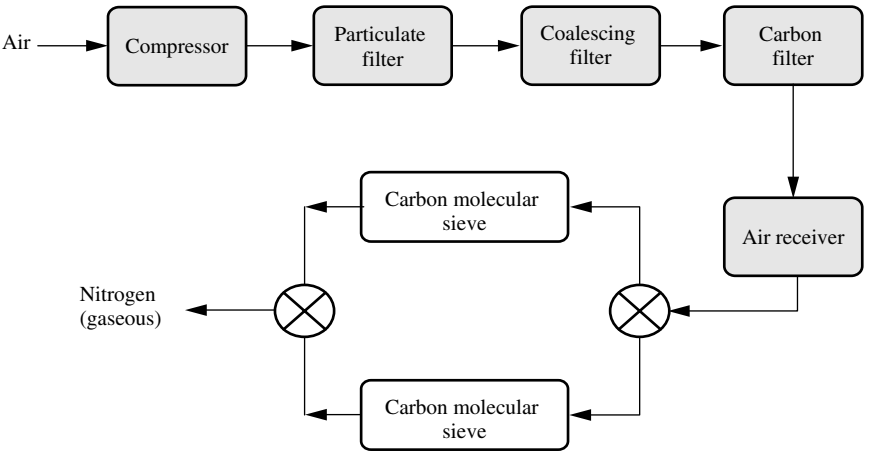 Air
Compressor
Particulate
filter
Coalescing
filter
Carbon
filter
Air receiver
Carbon molecular
sieve
Nitrogen
(gaseous)
Carbon molecular
sieve